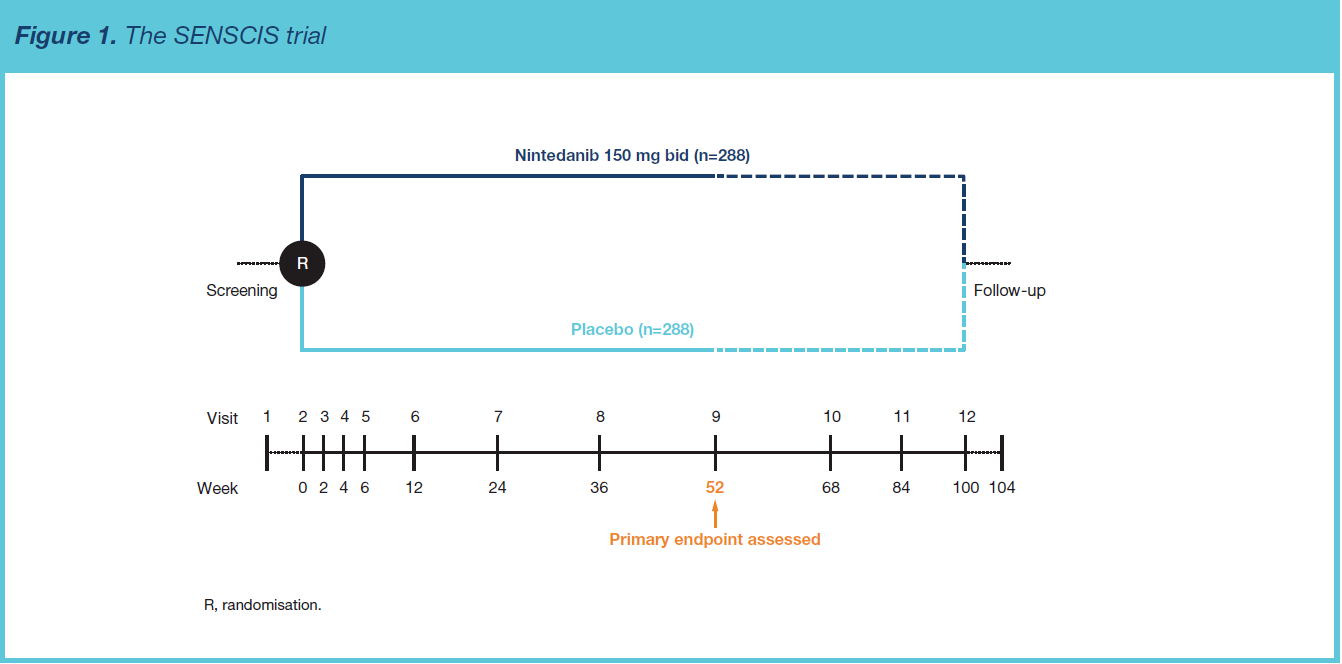 Figure 1. The SENSCIS trial
Nintedanib 150 mg bid (n=288)
R
Screening
Follow-up
Placebo (n=288)
Visit 1 2 3 4 5 6 7 8 9 10 11 12
Week 0 2 4 6 12 24 36 52 68 84 100 104
Primary endpoint assessed
R, randomisation.